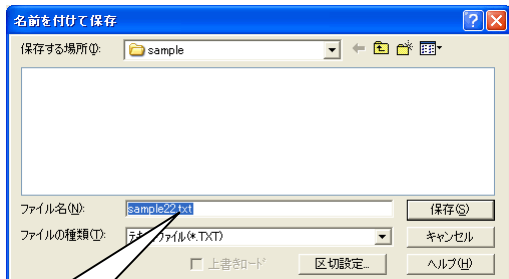 名前を付けて保存
保存する場所(I):
sample
ファイル名(N):
sample22.txt
保存(S)
ファイルの種類(T):
テキストファイル(*.TXT)
キャンセル
上書きロード
区切設定...
ヘルプ(H)